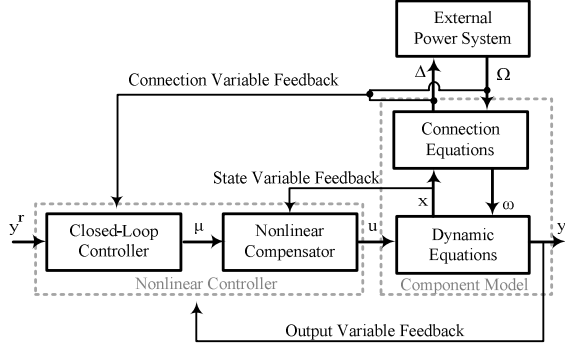 External
Power System
Δ
Ω
Connection Variable Feedback
Connection
Equations
State Variable Feedback
x
ω
yʳ
Closed-Loop
Controller
μ
Nonlinear
Compensator
u
Dynamic
Equations
y
Nonlinear Controller
Component Model
Output Variable Feedback